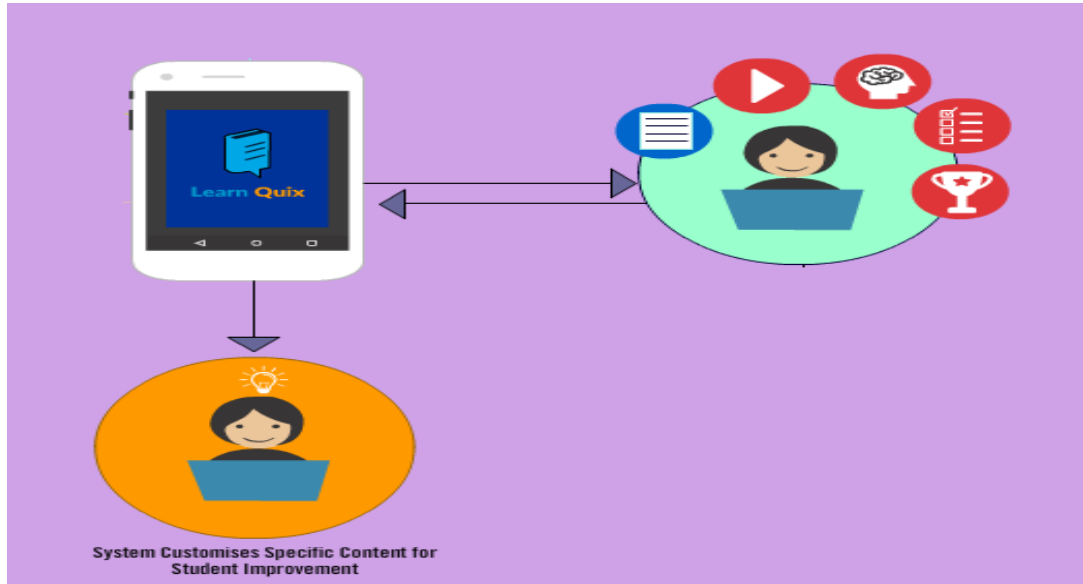 Learn Quix
System Customises Specific Content for
Student Improvement